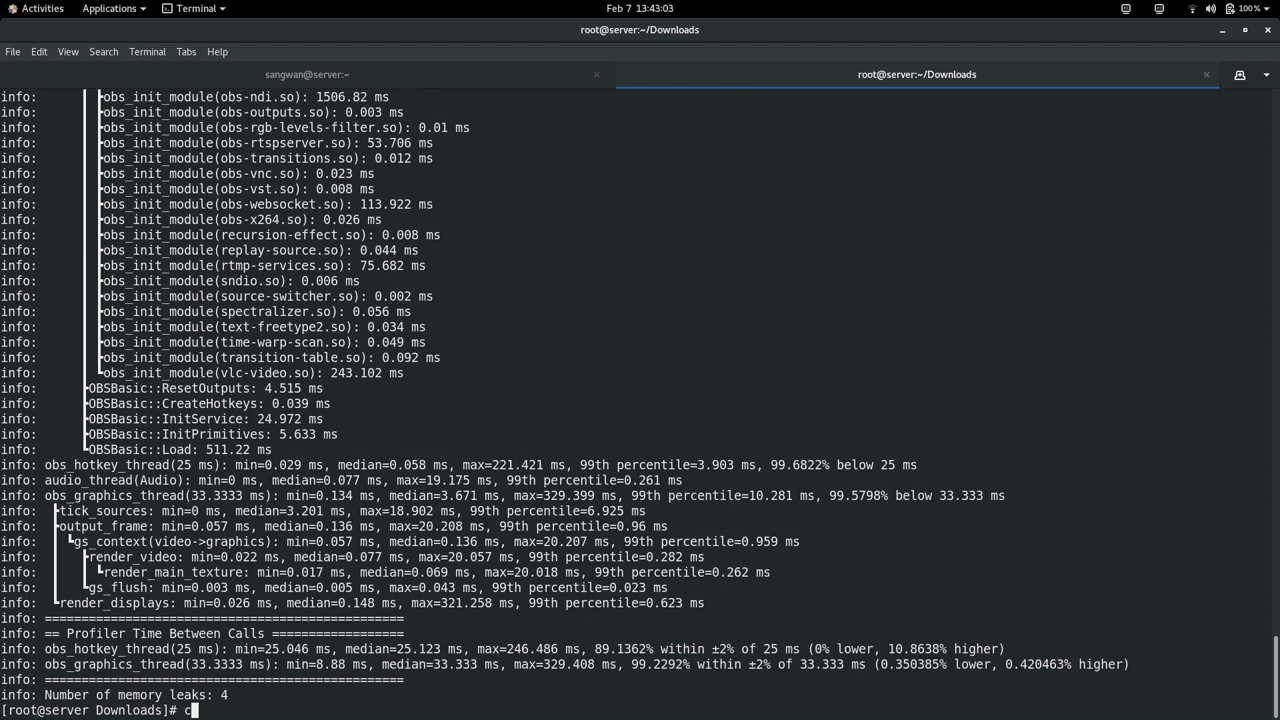 Activities Applications Terminal Feb 7 13:43:03 100%
root@server:~/Downloads
File Edit View Search Terminal Tabs Help
sangwan@server:~ root@server:~/Downloads
info: obs_init_module(obs-ndi.so): 1506.82 ms
info: obs_init_module(obs-outputs.so): 0.003 ms
info: obs_init_module(obs-rgb-levels-filter.so): 0.01 ms
info: obs_init_module(obs-rtspserver.so): 53.706 ms
info: obs_init_module(obs-transitions.so): 0.012 ms
info: obs_init_module(obs-vnc.so): 0.023 ms
info: obs_init_module(obs-vst.so): 0.008 ms
info: obs_init_module(obs-websocket.so): 113.922 ms
info: obs_init_module(obs-x264.so): 0.026 ms
info: obs_init_module(recursion-effect.so): 0.008 ms
info: obs_init_module(replay-source.so): 0.044 ms
info: obs_init_module(rtmp-services.so): 75.682 ms
info: obs_init_module(sndio.so): 0.006 ms
info: obs_init_module(source-switcher.so): 0.002 ms
info: obs_init_module(spectralizer.so): 0.056 ms
info: obs_init_module(text-freetype2.so): 0.034 ms
info: obs_init_module(time-warp-scan.so): 0.049 ms
info: obs_init_module(transition-table.so): 0.092 ms
info: obs_init_module(vlc-video.so): 243.102 ms
info: OBSBasic::ResetOutputs: 4.515 ms
info: OBSBasic::CreateHotkeys: 0.039 ms
info: OBSBasic::InitService: 24.972 ms
info: OBSBasic::InitPrimitives: 5.633 ms
info: OBSBasic::Load: 511.22 ms
info: obs_hotkey_thread(25 ms): min=0.029 ms, median=0.058 ms, max=221.421 ms, 99th percentile=3.903 ms, 99.6822% below 25 ms
info: audio_thread(Audio): min=0 ms, median=0.077 ms, max=19.175 ms, 99th percentile=0.261 ms
info: obs_graphics_thread(33.3333 ms): min=0.134 ms, median=3.671 ms, max=329.399 ms, 99th percentile=10.281 ms, 99.5798% below 33.333 ms
info: tick_sources: min=0 ms, median=3.201 ms, max=18.902 ms, 99th percentile=6.925 ms
info: output_frame: min=0.057 ms, median=0.136 ms, max=20.208 ms, 99th percentile=0.96 ms
info: gs_context(video->graphics): min=0.057 ms, median=0.136 ms, max=20.207 ms, 99th percentile=0.959 ms
info: render_video: min=0.022 ms, median=0.077 ms, max=20.057 ms, 99th percentile=0.282 ms
info: render_main_texture: min=0.017 ms, median=0.069 ms, max=20.018 ms, 99th percentile=0.262 ms
info: gs_flush: min=0.003 ms, median=0.005 ms, max=0.043 ms, 99th percentile=0.023 ms
info: render_displays: min=0.026 ms, median=0.148 ms, max=321.258 ms, 99th percentile=0.623 ms
info: =================================================
info: == Profiler Time Between Calls ==================
info: obs_hotkey_thread(25 ms): min=25.046 ms, median=25.123 ms, max=246.486 ms, 89.1362% within ±2% of 25 ms (0% lower, 10.8638% higher)
info: obs_graphics_thread(33.3333 ms): min=8.88 ms, median=33.333 ms, max=329.408 ms, 99.2292% within ±2% of 33.333 ms (0.350385% lower, 0.420463% higher)
info: =================================================
info: Number of memory leaks: 4
[root@server Downloads]# c